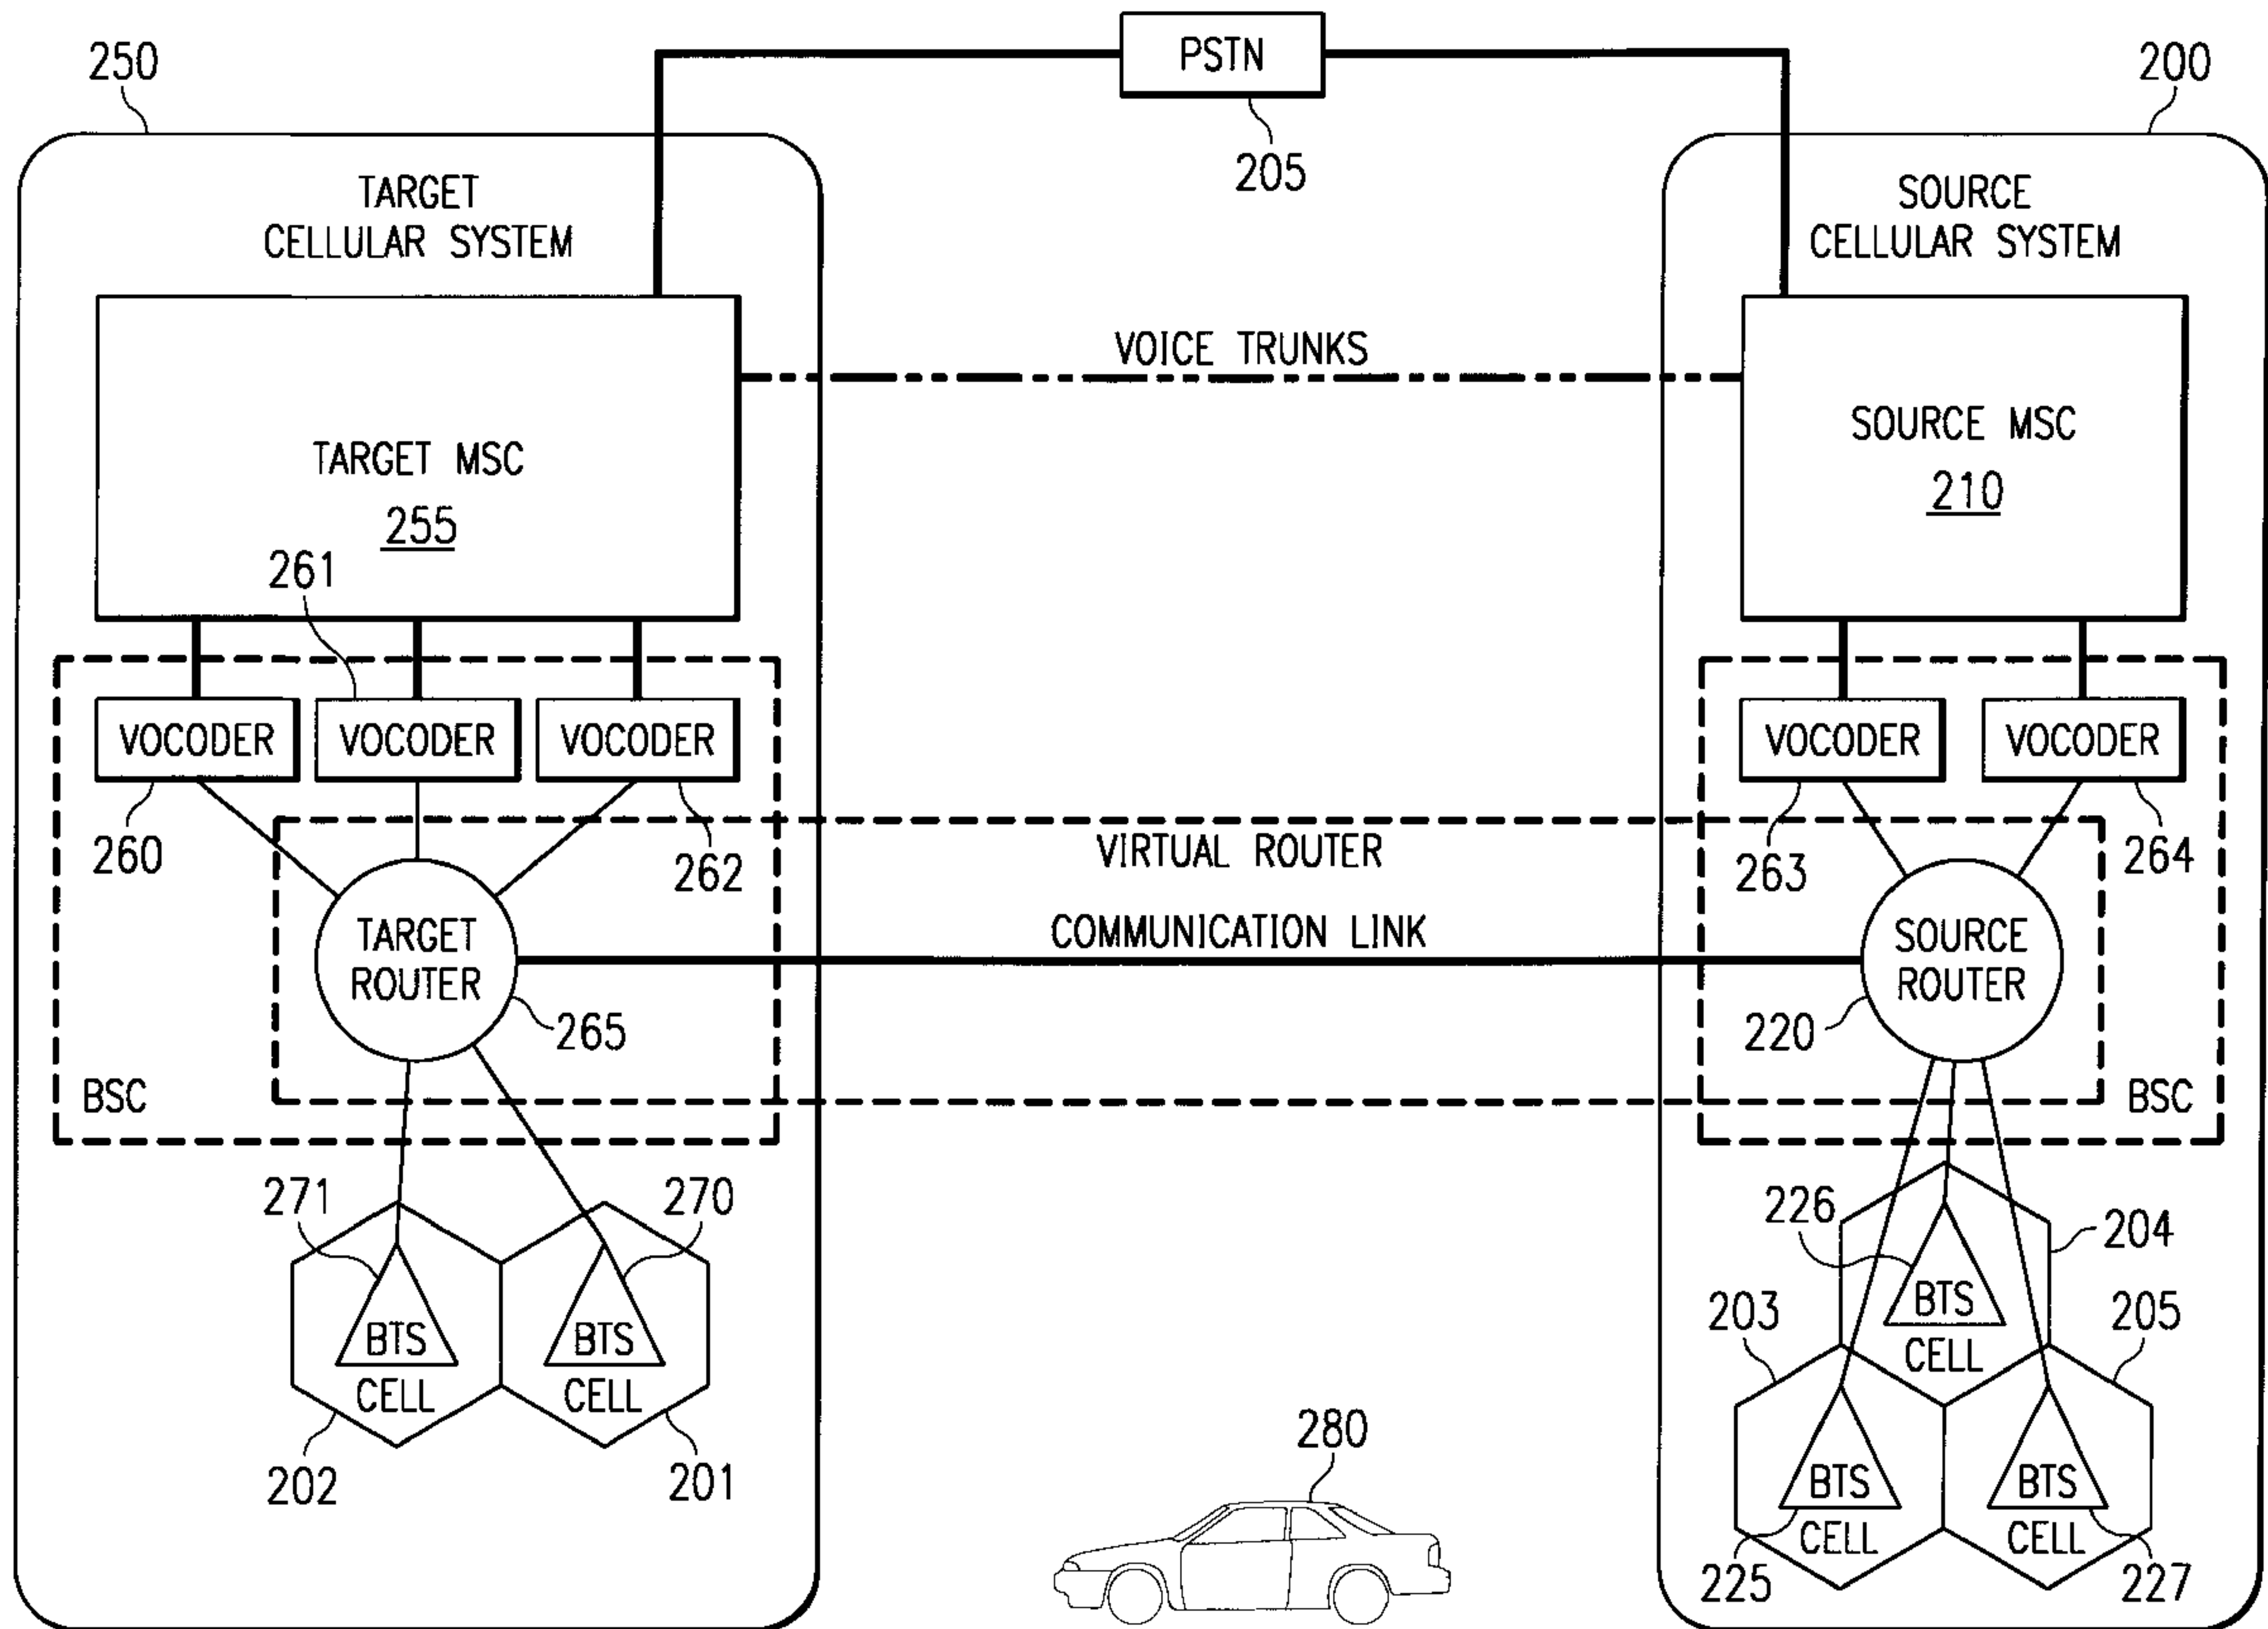 PSTN
205
250
200
TARGET
CELLULAR SYSTEM
SOURCE
CELLULAR SYSTEM
VOICE TRUNKS
TARGET MSC
255
SOURCE MSC
210
261
VOCODER
VOCODER
VOCODER
VOCODER
VOCODER
260
262
263
264
VIRTUAL ROUTER
COMMUNICATION LINK
TARGET
ROUTER
265
SOURCE
ROUTER
220
BSC
BSC
271
270
226
204
BTS
CELL
BTS
CELL
202
201
BTS
CELL
203
205
BTS
CELL
BTS
CELL
225
227
280